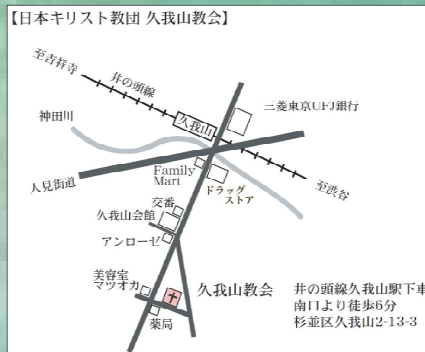 【日本キリスト教団 久我山教会】
至吉祥寺
井の頭線
三菱東京UFJ銀行
神田川
久我山
人見街道
Family
Mart
ドラッグ
ストア
至渋谷
交番
久我山会館
アンローゼ
美容室
マツオカ
久我山教会
薬局
井の頭線久我山駅下車
南口より徒歩6分
杉並区久我山2-13-3